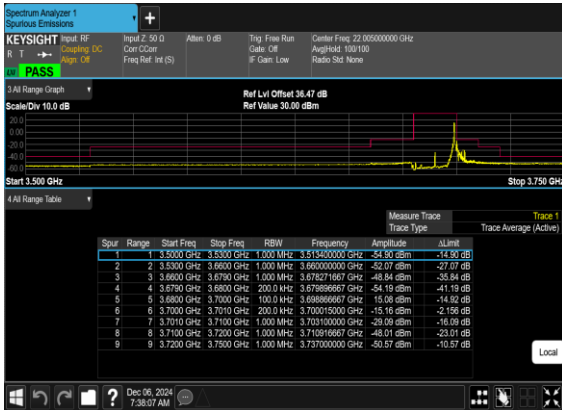 Spectrum Analyzer 1
Spurious Emissions
KEYSIGHT Input: RF Input Z: 50 Ω Atten: 0 dB Trig: Free Run Center Freq: 22.005000000 GHz
R T Coupling: DC Corr CCorr Gate: Off Avg|Hold: 100/100
Align: Off Freq Ref: Int (S) IF Gain: Low Radio Std: None
PASS
3 All Range Graph Ref Lvl Offset 36.47 dB
Scale/Div 10.0 dB Ref Value 30.00 dBm
20.0
0.00
-20.0
-40.0
-60.0
Start 3.500 GHz Stop 3.750 GHz
4 All Range Table
Measure Trace Trace 1
Trace Type Trace Average (Active)
Spur Range Start Freq Stop Freq RBW Frequency Amplitude ΔLimit
1 1 3.5000 GHz 3.5300 GHz 1.000 MHz 3.513400000 GHz -54.90 dBm -14.90 dB
2 2 3.5300 GHz 3.6600 GHz 1.000 MHz 3.660000000 GHz -52.07 dBm -27.07 dB
3 3 3.6600 GHz 3.6790 GHz 1.000 MHz 3.678271667 GHz -48.84 dBm -35.84 dB
4 4 3.6790 GHz 3.6800 GHz 200.0 kHz 3.679896667 GHz -54.19 dBm -41.19 dB
5 5 3.6800 GHz 3.7000 GHz 100.0 kHz 3.698866667 GHz 15.08 dBm -14.92 dB
6 6 3.7000 GHz 3.7010 GHz 200.0 kHz 3.700015000 GHz -15.16 dBm -2.156 dB
7 7 3.7010 GHz 3.7100 GHz 1.000 MHz 3.703100000 GHz -29.09 dBm -16.09 dB
8 8 3.7100 GHz 3.7200 GHz 1.000 MHz 3.710916667 GHz -48.01 dBm -23.01 dB
9 9 3.7200 GHz 3.7500 GHz 1.000 MHz 3.737000000 GHz -50.57 dBm -10.57 dB
Local
Dec 06, 2024
7:38:07 AM